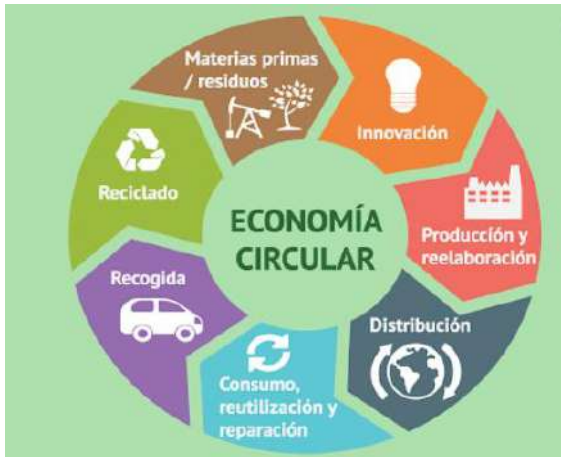 Materias primas
/ residuos
Innovación
Producción y
reelaboración
Distribución
Consumo,
reutilización y
reparación
Recogida
Reciclado
ECONOMÍA
CIRCULAR